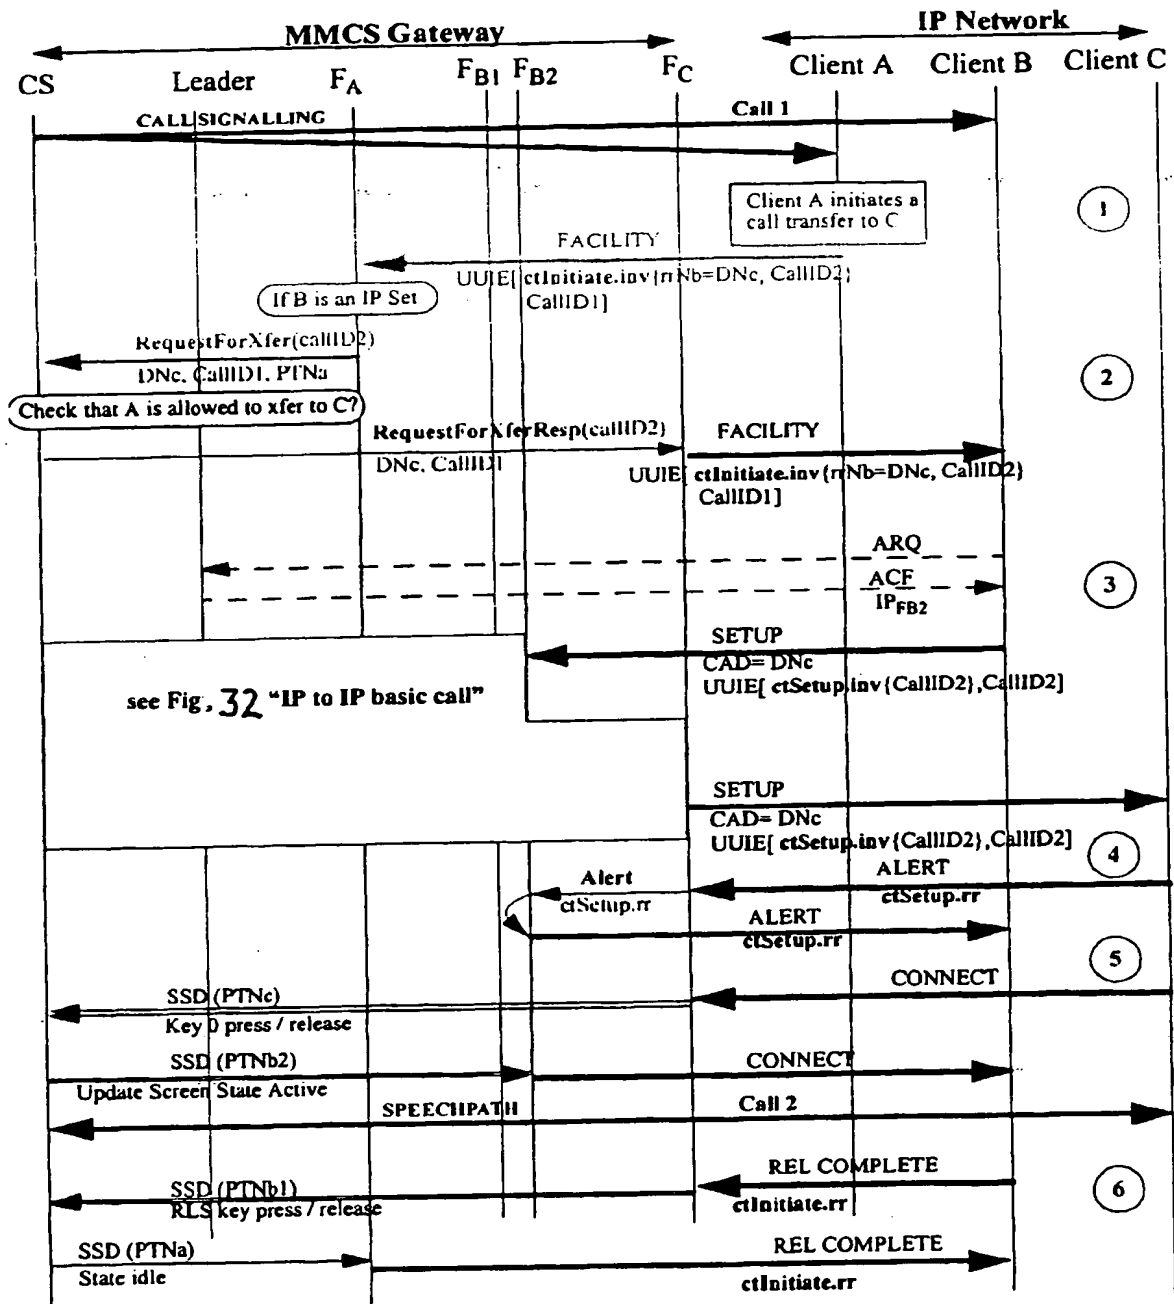 MMCS Gateway
IP Network
CS
Leader
FA
FB1
FB2
FC
Client A
Client B
Client C
CALL SIGNALLING
Call 1
Client A initiates a
call transfer to C
1
FACILITY
UUIE[ ctInitiate.inv{rrNb=DNc, CallID2}
CallID1]
If B is an IP Set
RequestForXfer(callID2)
DNc, CallID1, PTNa
2
Check that A is allowed to xfer to C?
RequestForXferResp(callID2)
DNc, CallID1
FACILITY
UUIE[ ctInitiate.inv{rrNb=DNc, CallID2}
CallID1]
ARQ
ACF
IPFB2
3
SETUP
CAD= DNc
UUIE[ ctSetup.inv{CallID2},CallID2]
see Fig, 32 "IP to IP basic call"
SETUP
CAD= DNc
UUIE[ ctSetup.inv{CallID2},CallID2]
4
Alert
ctSetup.rr
ALERT
ctSetup.rr
ALERT
ctSetup.rr
5
CONNECT
SSD (PTNc)
Key 0 press / release
SSD (PTNb2)
Update Screen State Active
CONNECT
SPEECHPATH
Call 2
REL COMPLETE
ctInitiate.rr
6
SSD (PTNb1)
RLS key press / release
SSD (PTNa)
State idle
REL COMPLETE
ctInitiate.rr